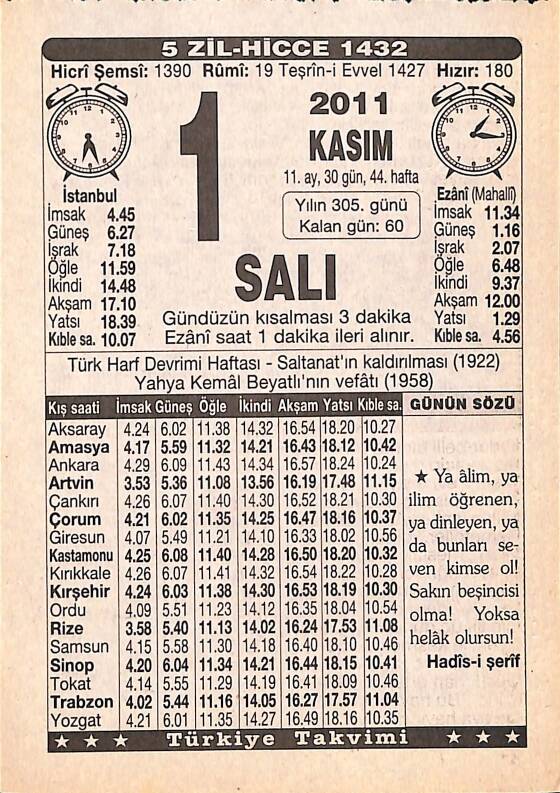 5 ZİL-HİCCE 1432
Hicrî Şemsî: 1390 Rûmî: 19 Teşrîn-i Evvel 1427 Hızır: 180
1
2011
KASIM
11. ay, 30 gün, 44. hafta
Yılın 305. günü
Kalan gün: 60
SALI
Gündüzün kısalması 3 dakika
Ezânî saat 1 dakika ileri alınır.
İstanbul
İmsak 4.45
Güneş 6.27
İşrak 7.18
Öğle 11.59
İkindi 14.48
Akşam 17.10
Yatsı 18.39
Kıble sa. 10.07
Ezânî (Mahallî)
İmsak 11.34
Güneş 1.16
İşrak 2.07
Öğle 6.48
İkindi 9.37
Akşam 12.00
Yatsı 1.29
Kıble sa. 4.56
Türk Harf Devrimi Haftası - Saltanat'ın kaldırılması (1922)
Yahya Kemâl Beyatlı'nın vefâtı (1958)
Kış saati İmsak Güneş Öğle İkindi Akşam Yatsı Kıble sa.
Aksaray 4.24 6.02 11.38 14.32 16.54 18.20 10.27
Amasya 4.17 5.59 11.32 14.21 16.43 18.12 10.42
Ankara 4.29 6.09 11.43 14.34 16.57 18.24 10.24
Artvin 3.53 5.36 11.08 13.56 16.19 17.48 11.15
Çankırı 4.26 6.07 11.40 14.30 16.52 18.21 10.30
Çorum 4.21 6.02 11.35 14.25 16.47 18.16 10.37
Giresun 4.07 5.49 11.21 14.10 16.33 18.02 10.56
Kastamonu 4.25 6.08 11.40 14.28 16.50 18.20 10.32
Kırıkkale 4.26 6.07 11.41 14.32 16.54 18.22 10.28
Kırşehir 4.24 6.03 11.38 14.30 16.53 18.19 10.30
Ordu 4.09 5.51 11.23 14.12 16.35 18.04 10.54
Rize 3.58 5.40 11.13 14.02 16.24 17.53 11.08
Samsun 4.15 5.58 11.30 14.18 16.40 18.10 10.46
Sinop 4.20 6.04 11.34 14.21 16.44 18.15 10.41
Tokat 4.14 5.55 11.29 14.19 16.41 18.09 10.46
Trabzon 4.02 5.44 11.16 14.05 16.27 17.57 11.04
Yozgat 4.21 6.01 11.35 14.27 16.49 18.16 10.35
GÜNÜN SÖZÜ
★ Ya âlim, ya
ilim öğrenen,
ya dinleyen, ya
da bunları se-
ven kimse ol!
Sakın beşincisi
olma! Yoksa
helâk olursun!
Hadîs-i şerîf
★ ★ ★ Türkiye Takvimi ★ ★ ★